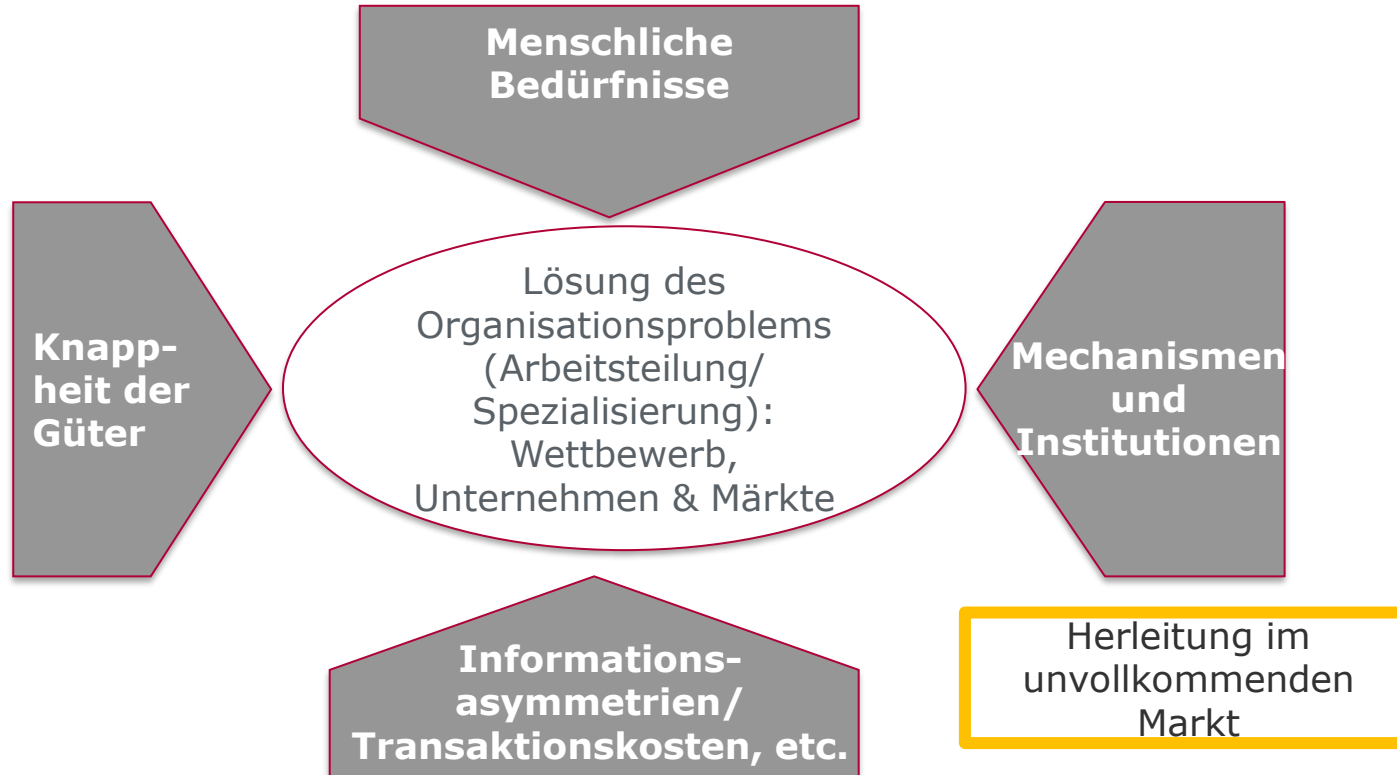 Menschliche
Bedürfnisse
Knapp-
heit der
Güter
Lösung des
Organisationsproblems
(Arbeitsteilung/
Spezialisierung):
Wettbewerb,
Unternehmen & Märkte
Mechanismen
und
Institutionen
Informations-
asymmetrien/
Transaktionskosten, etc.
Herleitung im
unvollkommenden
Markt